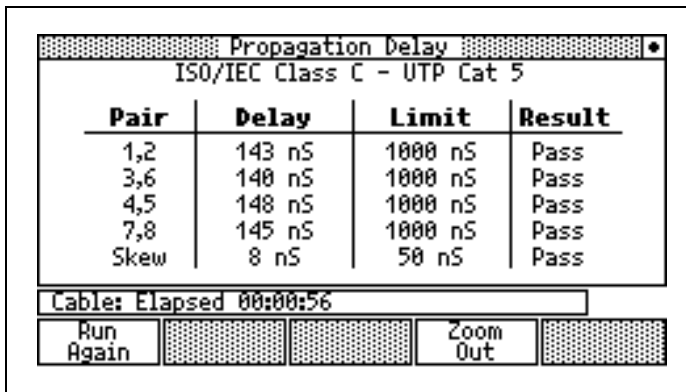 Propagation Delay
ISO/IEC Class C - UTP Cat 5
Pair Delay Limit Result
1,2 143 nS 1000 nS Pass
3,6 140 nS 1000 nS Pass
4,5 148 nS 1000 nS Pass
7,8 145 nS 1000 nS Pass
Skew 8 nS 50 nS Pass
Cable: Elapsed 00:00:56
Run Again Zoom Out